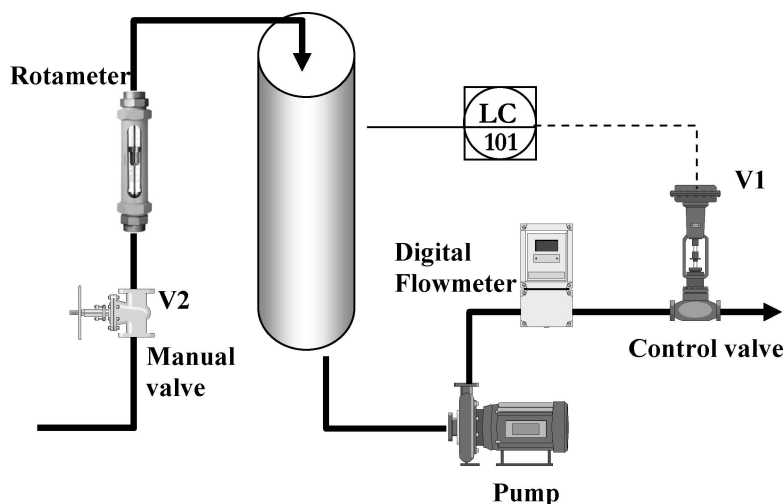 Rotameter
LC
101
V1
Digital
Flowmeter
V2
Manual
valve
Control valve
Pump